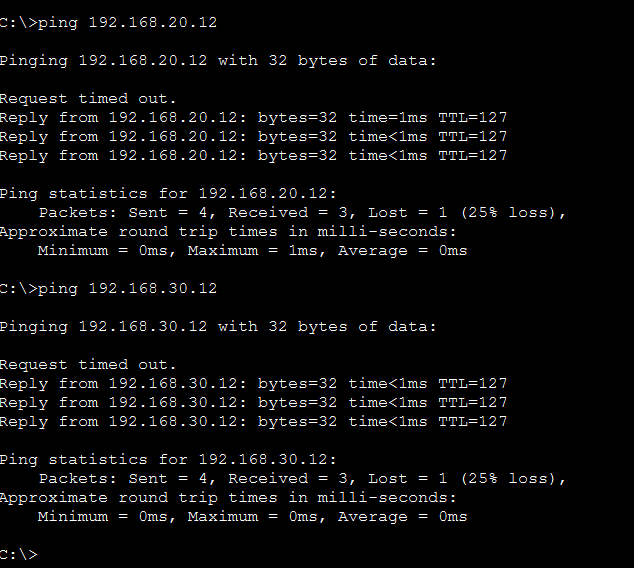 C:\>ping 192.168.20.12
Pinging 192.168.20.12 with 32 bytes of data:
Request timed out.
Reply from 192.168.20.12: bytes=32 time=1ms TTL=127
Reply from 192.168.20.12: bytes=32 time<1ms TTL=127
Reply from 192.168.20.12: bytes=32 time<1ms TTL=127
Ping statistics for 192.168.20.12:
    Packets: Sent = 4, Received = 3, Lost = 1 (25% loss),
Approximate round trip times in milli-seconds:
    Minimum = 0ms, Maximum = 1ms, Average = 0ms
C:\>ping 192.168.30.12
Pinging 192.168.30.12 with 32 bytes of data:
Request timed out.
Reply from 192.168.30.12: bytes=32 time<1ms TTL=127
Reply from 192.168.30.12: bytes=32 time<1ms TTL=127
Reply from 192.168.30.12: bytes=32 time<1ms TTL=127
Ping statistics for 192.168.30.12:
    Packets: Sent = 4, Received = 3, Lost = 1 (25% loss),
Approximate round trip times in milli-seconds:
    Minimum = 0ms, Maximum = 0ms, Average = 0ms
C:\>